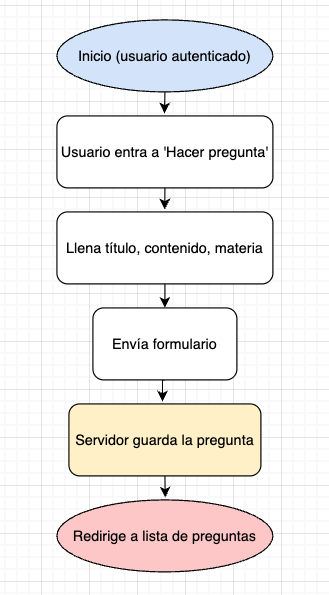 Inicio (usuario autenticado)
Usuario entra a 'Hacer pregunta'
Llena título, contenido, materia
Envía formulario
Servidor guarda la pregunta
Redirige a lista de preguntas